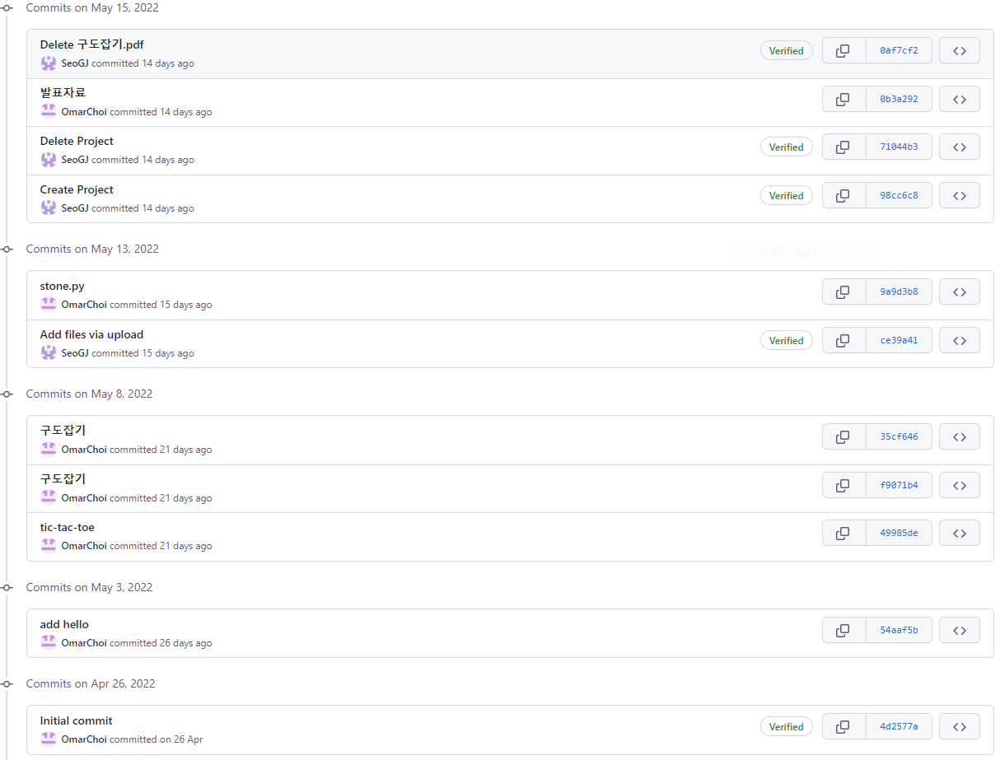 Commits on May 15, 2022
Delete 구도잡기.pdf
SeoGJ committed 14 days ago
Verified
0af7cf2
발표자료
OmarChoi committed 14 days ago
0b3a292
Delete Project
SeoGJ committed 14 days ago
Verified
71044b3
Create Project
SeoGJ committed 14 days ago
Verified
98cc6c8
Commits on May 13, 2022
stone.py
OmarChoi committed 15 days ago
9a9d3b8
Add files via upload
SeoGJ committed 15 days ago
Verified
ce39a41
Commits on May 8, 2022
구도잡기
OmarChoi committed 21 days ago
35cf646
구도잡기
OmarChoi committed 21 days ago
f9071b4
tic-tac-toe
OmarChoi committed 21 days ago
49985de
Commits on May 3, 2022
add hello
OmarChoi committed 26 days ago
54aaf5b
Commits on Apr 26, 2022
Initial commit
OmarChoi committed on 26 Apr
Verified
4d2577a